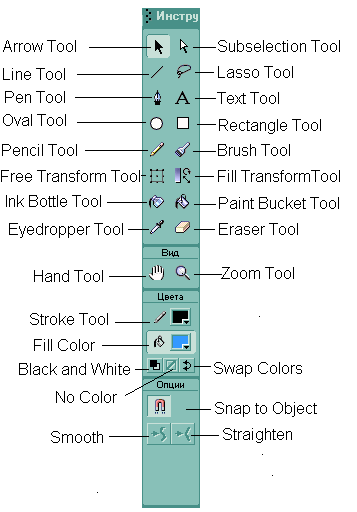 Инстру
Arrow Tool
Subselection Tool
Line Tool
Lasso Tool
Pen Tool
A
Text Tool
Oval Tool
Rectangle Tool
Pencil Tool
Brush Tool
Free Transform Tool
Fill TransformTool
Ink Bottle Tool
Paint Bucket Tool
Eyedropper Tool
Eraser Tool
Вид
Hand Tool
Zoom Tool
Цвета
Stroke Tool
Fill Color
Black and White
Swap Colors
No Color
Опции
Snap to Object
Smooth
Straighten